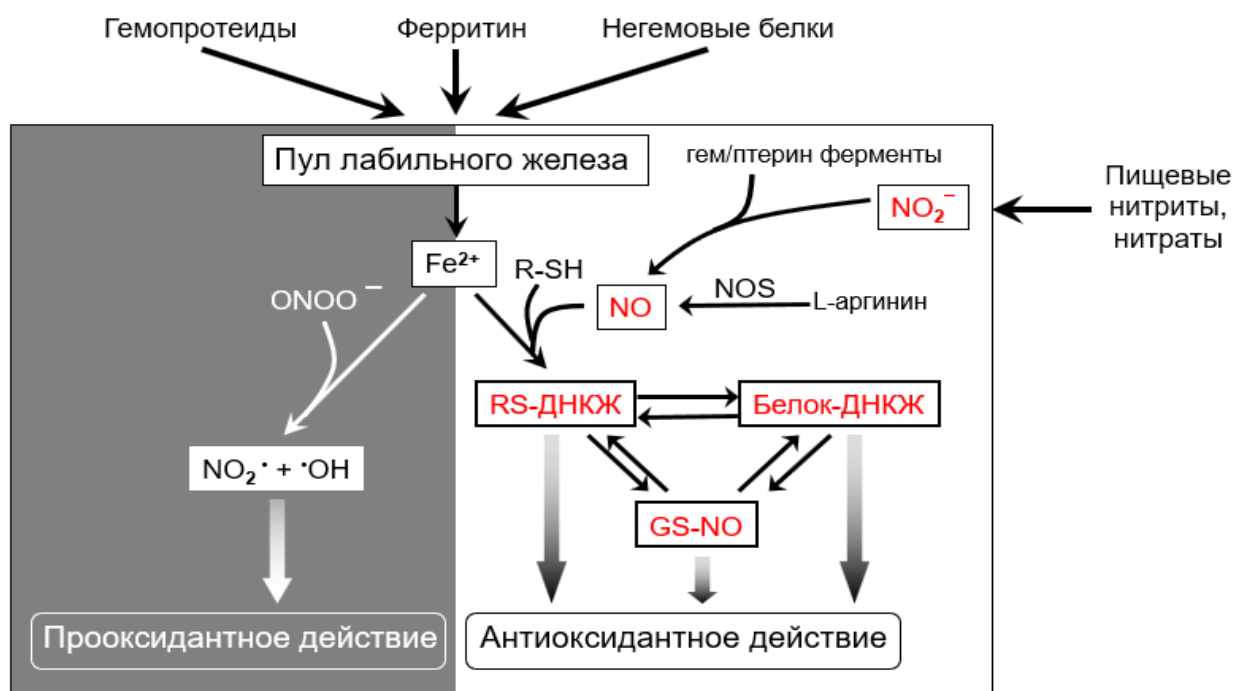 Гемопротеиды
Ферритин
Негемовые белки
Пул лабильного железа
гем/птерин ферменты
Пищевые
нитриты,
нитраты
NO₂⁻
Fe²⁺
R-SH
ONOO⁻
NO
NOS
L-аргинин
RS-ДНКЖ
Белок-ДНКЖ
NO₂• + •OH
GS-NO
Прооксидантное действие
Антиоксидантное действие